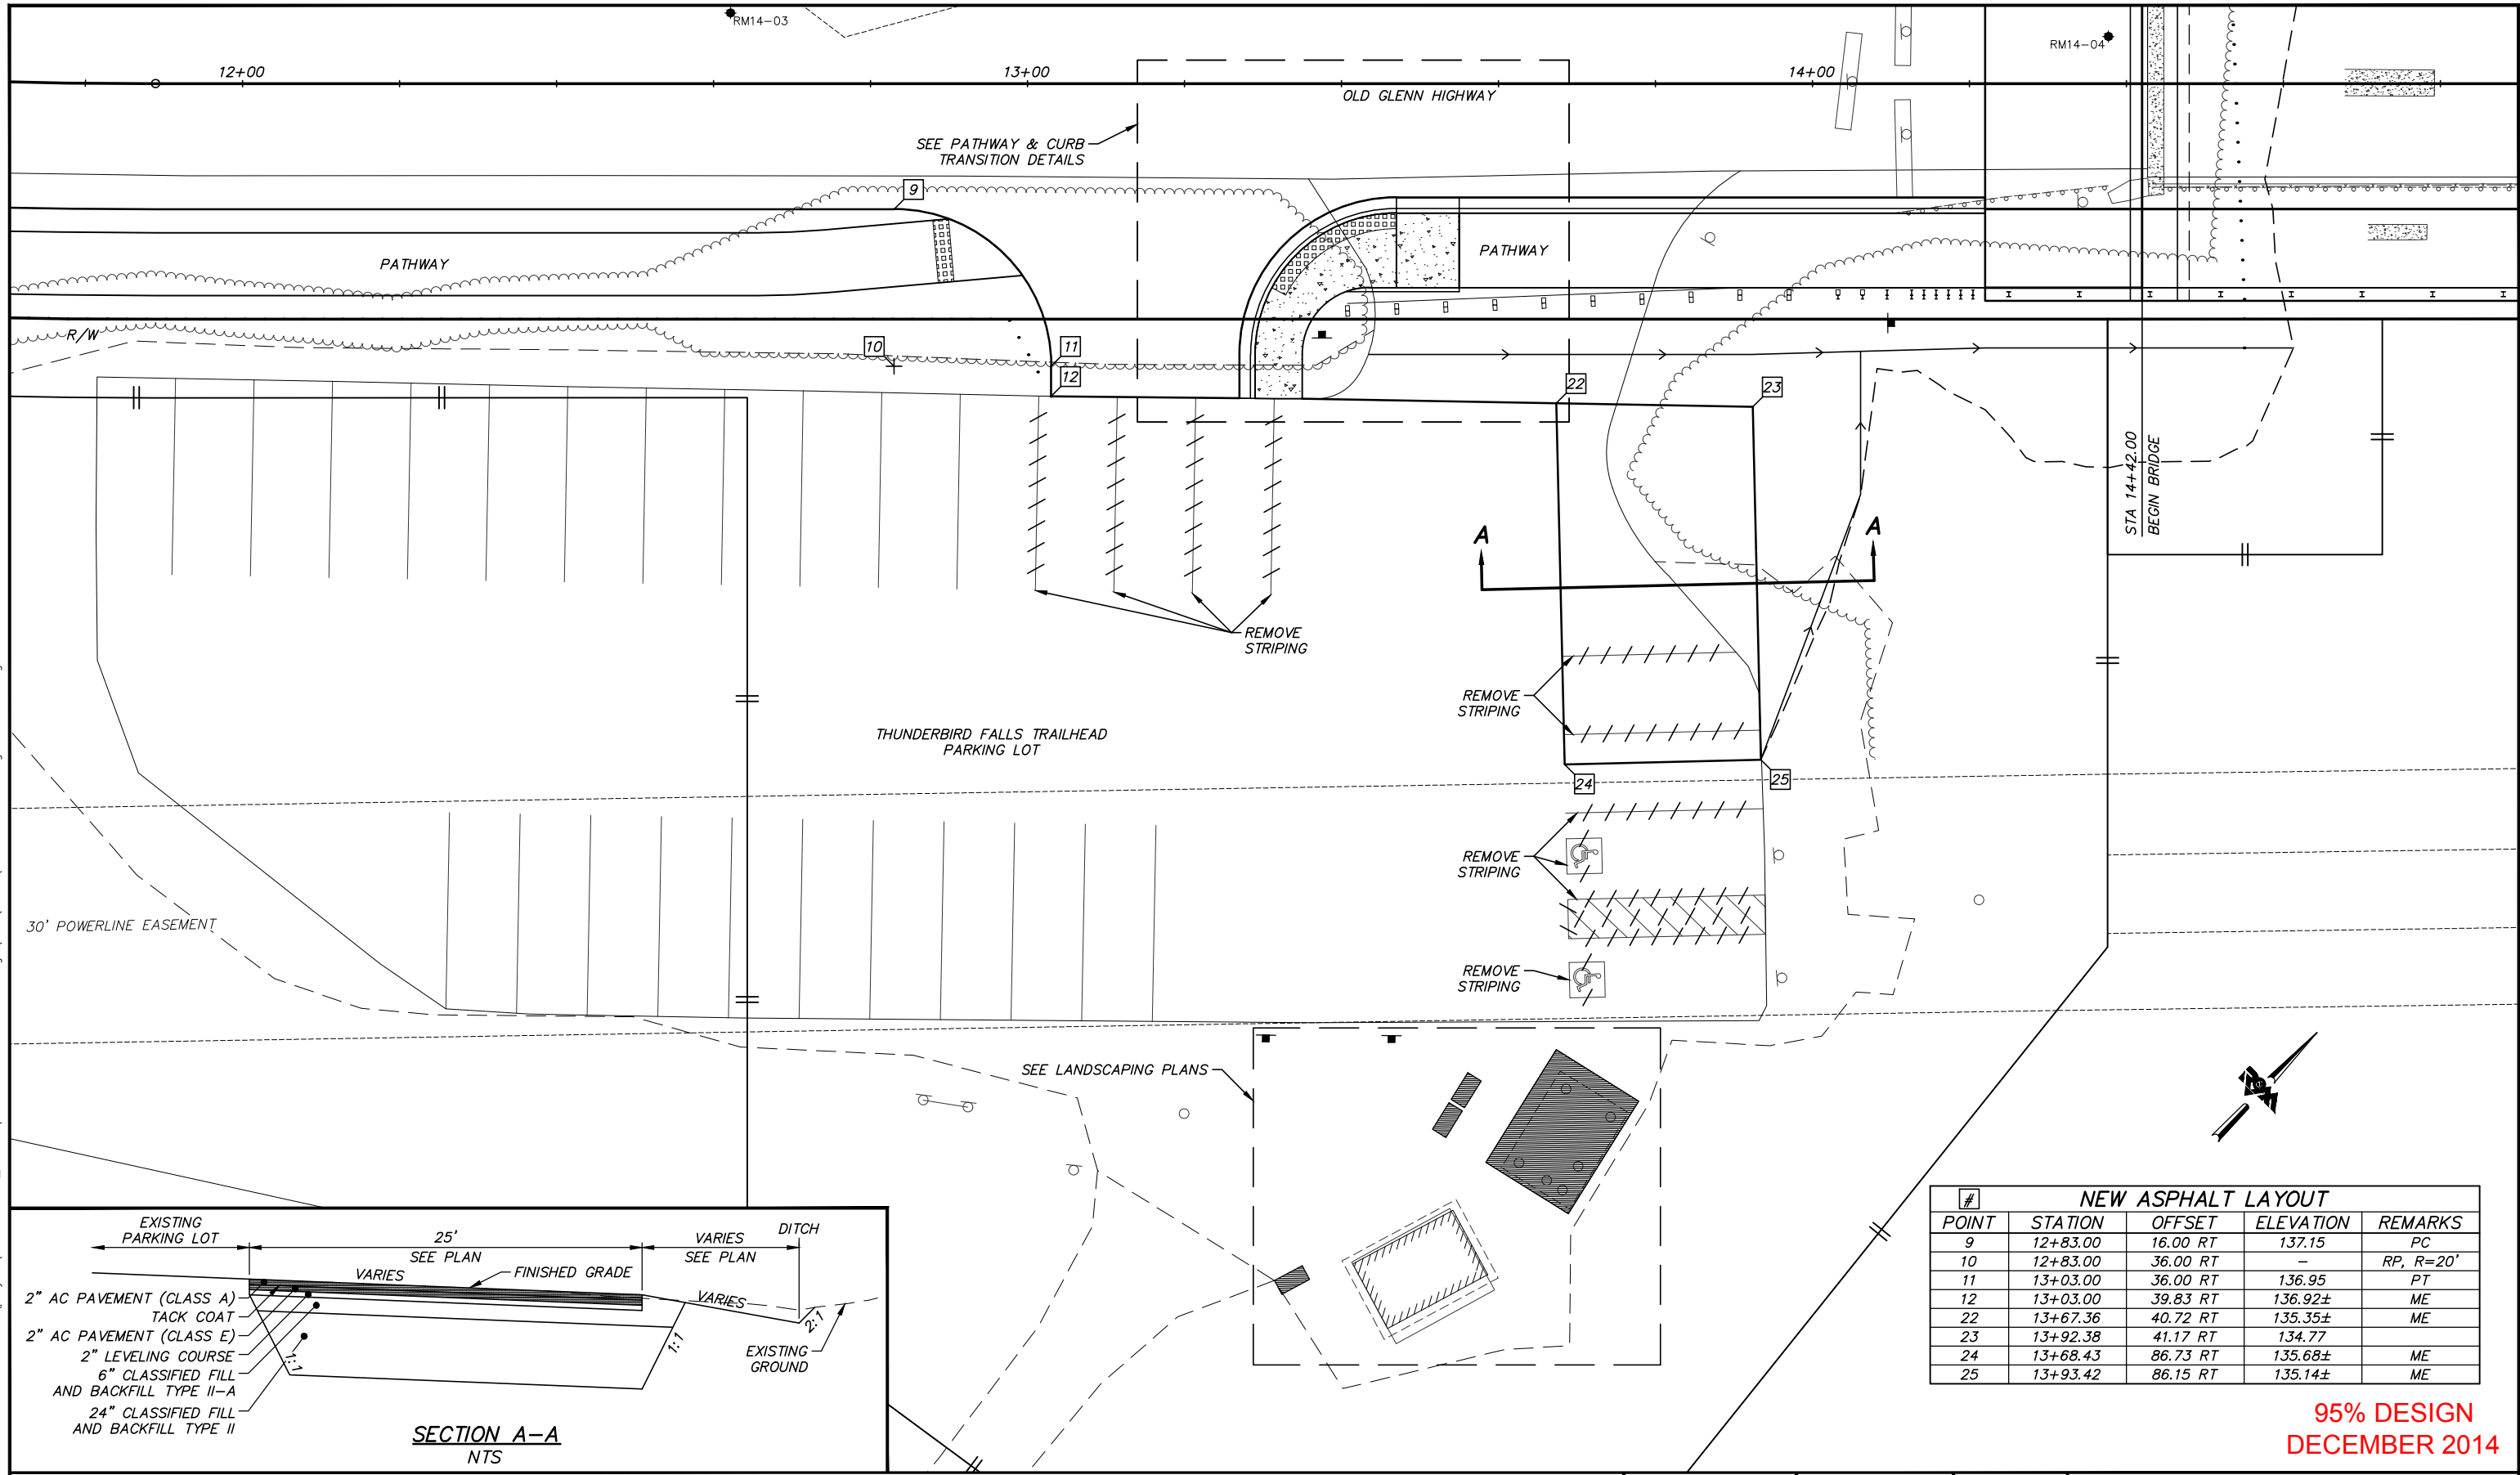 RM14-03
RM14-04
12+00
13+00
14+00
OLD GLENN HIGHWAY
SEE PATHWAY & CURB
TRANSITION DETAILS
9
PATHWAY
PATHWAY
R/W
10
11
12
22
23
STA 14+42.00
BEGIN BRIDGE
A
A
REMOVE
STRIPING
REMOVE
STRIPING
THUNDERBIRD FALLS TRAILHEAD
PARKING LOT
24
25
REMOVE
STRIPING
30' POWERLINE EASEMENT
REMOVE
STRIPING
SEE LANDSCAPING PLANS
EXISTING
PARKING LOT
25'
SEE PLAN
VARIES
SEE PLAN
DITCH
VARIES
FINISHED GRADE
VARIES
2:1
1:1
1:1
EXISTING
GROUND
2" AC PAVEMENT (CLASS A)
TACK COAT
2" AC PAVEMENT (CLASS E)
2" LEVELING COURSE
6" CLASSIFIED FILL
AND BACKFILL TYPE II-A
24" CLASSIFIED FILL
AND BACKFILL TYPE II
SECTION A-A
NTS
# NEW ASPHALT LAYOUT
POINT STATION OFFSET ELEVATION REMARKS
9 12+83.00 16.00 RT 137.15 PC
10 12+83.00 36.00 RT - RP, R=20'
11 13+03.00 36.00 RT 136.95 PT
12 13+03.00 39.83 RT 136.92± ME
22 13+67.36 40.72 RT 135.35± ME
23 13+92.38 41.17 RT 134.77
24 13+68.43 86.73 RT 135.68± ME
25 13+93.42 86.15 RT 135.14± ME
95% DESIGN
DECEMBER 2014